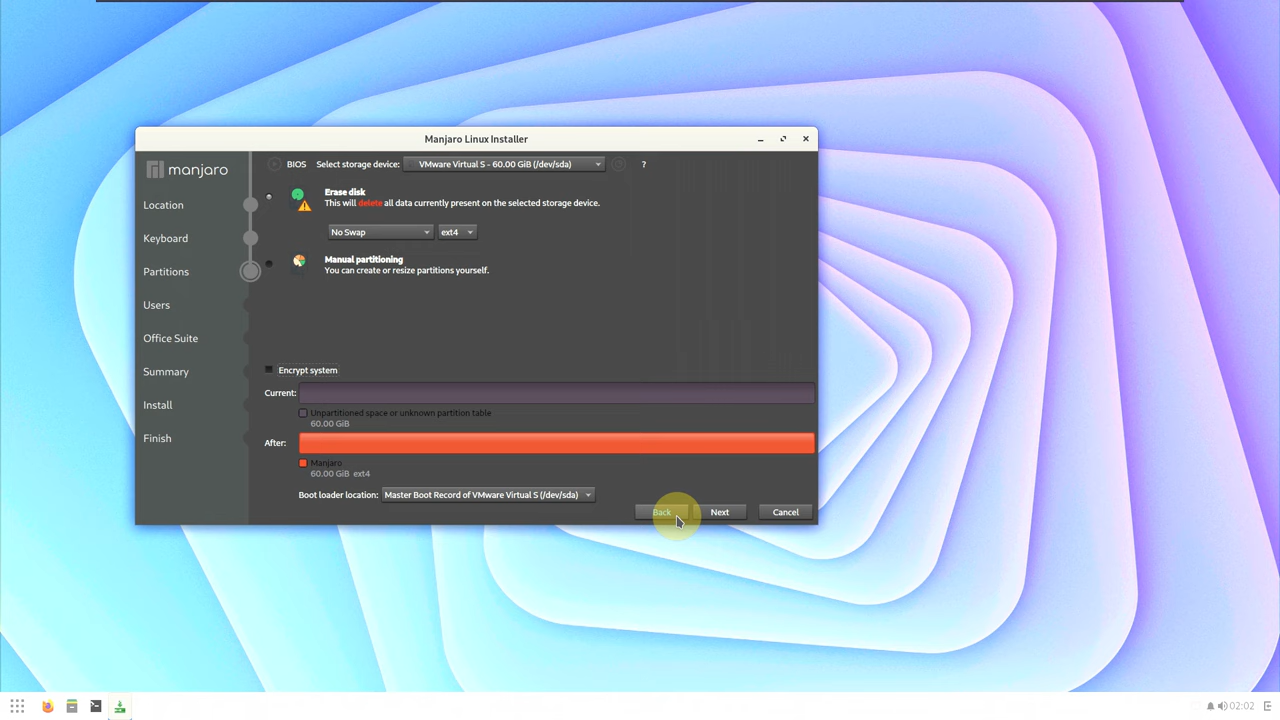 Manjaro Linux Installer
manjaro
BIOS Select storage device: VMware Virtual S - 60.00 GiB (/dev/sda) ?
Location
Keyboard
Partitions
Users
Office Suite
Summary
Install
Finish
Erase disk
This will delete all data currently present on the selected storage device.
No Swap ext4
Manual partitioning
You can create or resize partitions yourself.
Encrypt system
Current:
Unpartitioned space or unknown partition table
60.00 GiB
After:
Manjaro
60.00 GiB ext4
Boot loader location: Master Boot Record of VMware Virtual S (/dev/sda)
Back Next Cancel
02:02